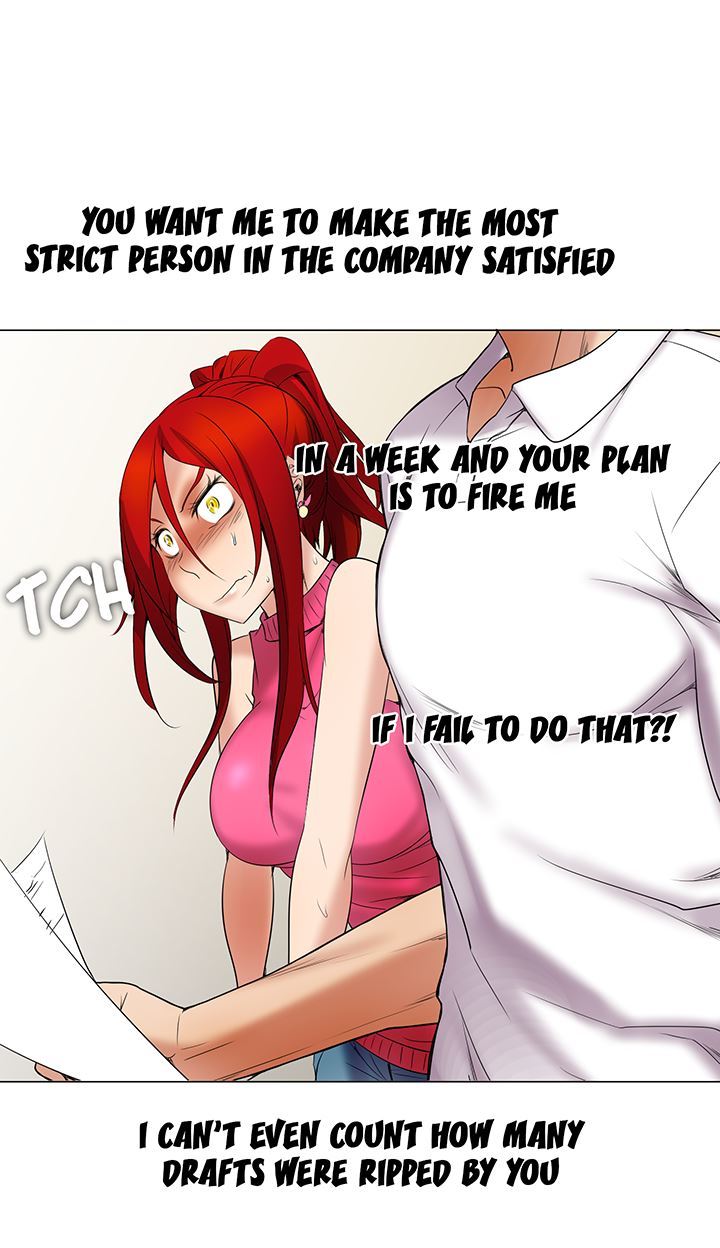 YOU WANT ME TO MAKE THE MOST
STRICT PERSON IN THE COMPANY SATISFIED
IN A WEEK AND YOUR PLAN
IS TO FIRE ME
TCH
IF I FAIL TO DO THAT?!
I CAN'T EVEN COUNT HOW MANY
DRAFTS WERE RIPPED BY YOU